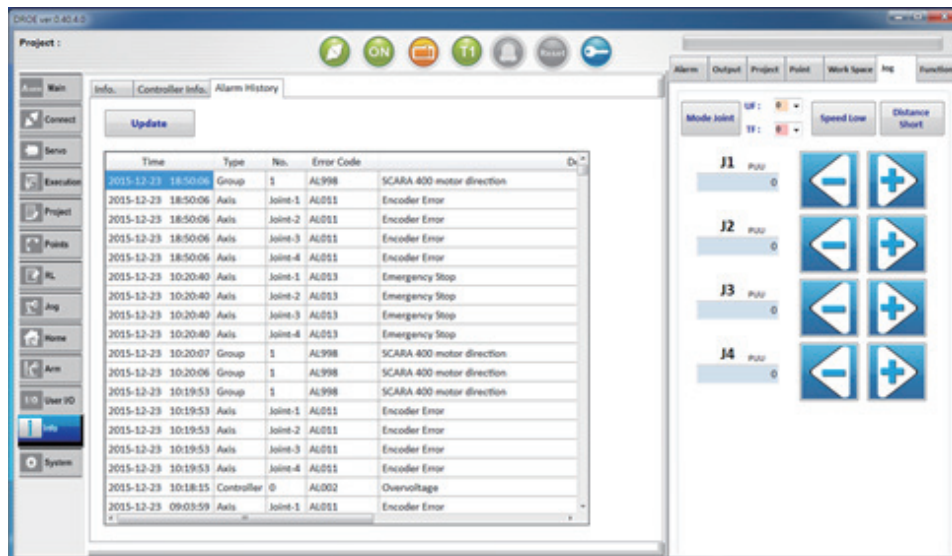 DROE ver 0.40.4.0
Project :
ON
T1
Reset
Main
Connect
Servo
Execution
Project
Points
RL
Jog
Home
Arm
I/O User I/O
Info
System
Info. Controller Info. Alarm History
Update
Time Type No. Error Code
2015-12-23 18:50:06 Group 1 AL998 SCARA 400 motor direction
2015-12-23 18:50:06 Axis Joint-1 AL011 Encoder Error
2015-12-23 18:50:06 Axis Joint-2 AL011 Encoder Error
2015-12-23 18:50:06 Axis Joint-3 AL011 Encoder Error
2015-12-23 18:50:06 Axis Joint-4 AL011 Encoder Error
2015-12-23 10:20:40 Axis Joint-1 AL013 Emergency Stop
2015-12-23 10:20:40 Axis Joint-2 AL013 Emergency Stop
2015-12-23 10:20:40 Axis Joint-3 AL013 Emergency Stop
2015-12-23 10:20:40 Axis Joint-4 AL013 Emergency Stop
2015-12-23 10:20:07 Group 1 AL998 SCARA 400 motor direction
2015-12-23 10:20:06 Group 1 AL998 SCARA 400 motor direction
2015-12-23 10:19:53 Group 1 AL998 SCARA 400 motor direction
2015-12-23 10:19:53 Axis Joint-1 AL011 Encoder Error
2015-12-23 10:19:53 Axis Joint-2 AL011 Encoder Error
2015-12-23 10:19:53 Axis Joint-3 AL011 Encoder Error
2015-12-23 10:19:53 Axis Joint-4 AL011 Encoder Error
2015-12-23 10:18:15 Controller 0 AL002 Overvoltage
2015-12-23 09:03:59 Axis Joint-1 AL011 Encoder Error
Alarm Output Project Point Work Space Jog Function
Mode Joint UF : 0 Speed Low Distance Short
TF : 0
J1 PUU
0
J2 PUU
0
J3 PUU
0
J4 PUU
0